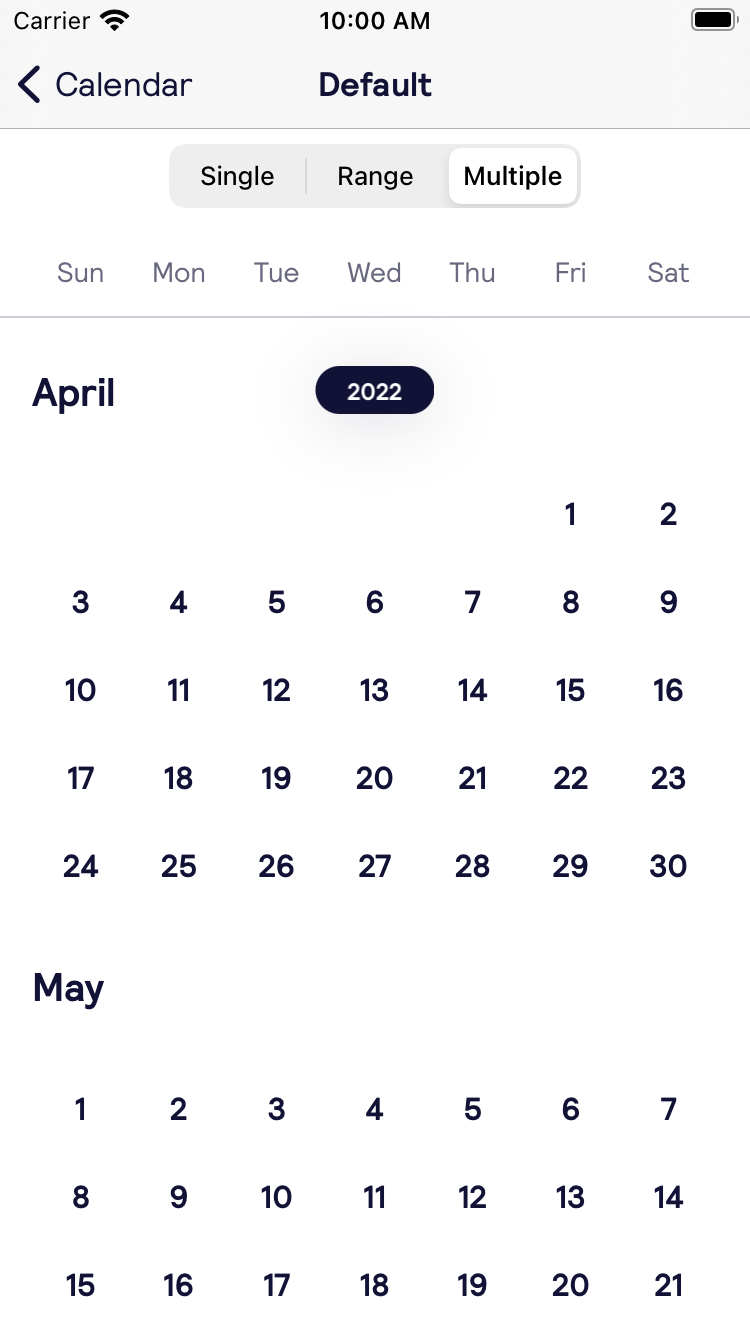 Carrier 10:00 AM
Calendar Default
Single Range Multiple
Sun Mon Tue Wed Thu Fri Sat
April 2022
1 2
3 4 5 6 7 8 9
10 11 12 13 14 15 16
17 18 19 20 21 22 23
24 25 26 27 28 29 30
May
1 2 3 4 5 6 7
8 9 10 11 12 13 14
15 16 17 18 19 20 21